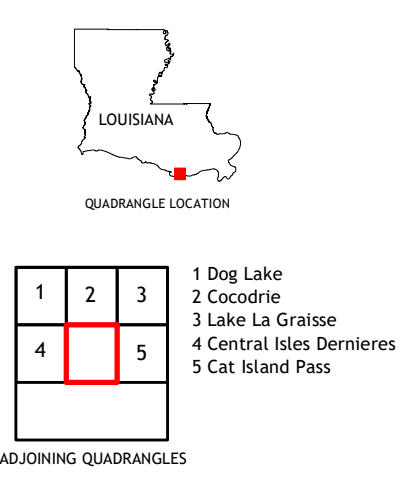 LOUISIANA
QUADRANGLE LOCATION
1 2 3
4 5
1 Dog Lake
2 Cocodrie
3 Lake La Graisse
4 Central Isles Dernieres
5 Cat Island Pass
ADJOINING QUADRANGLES